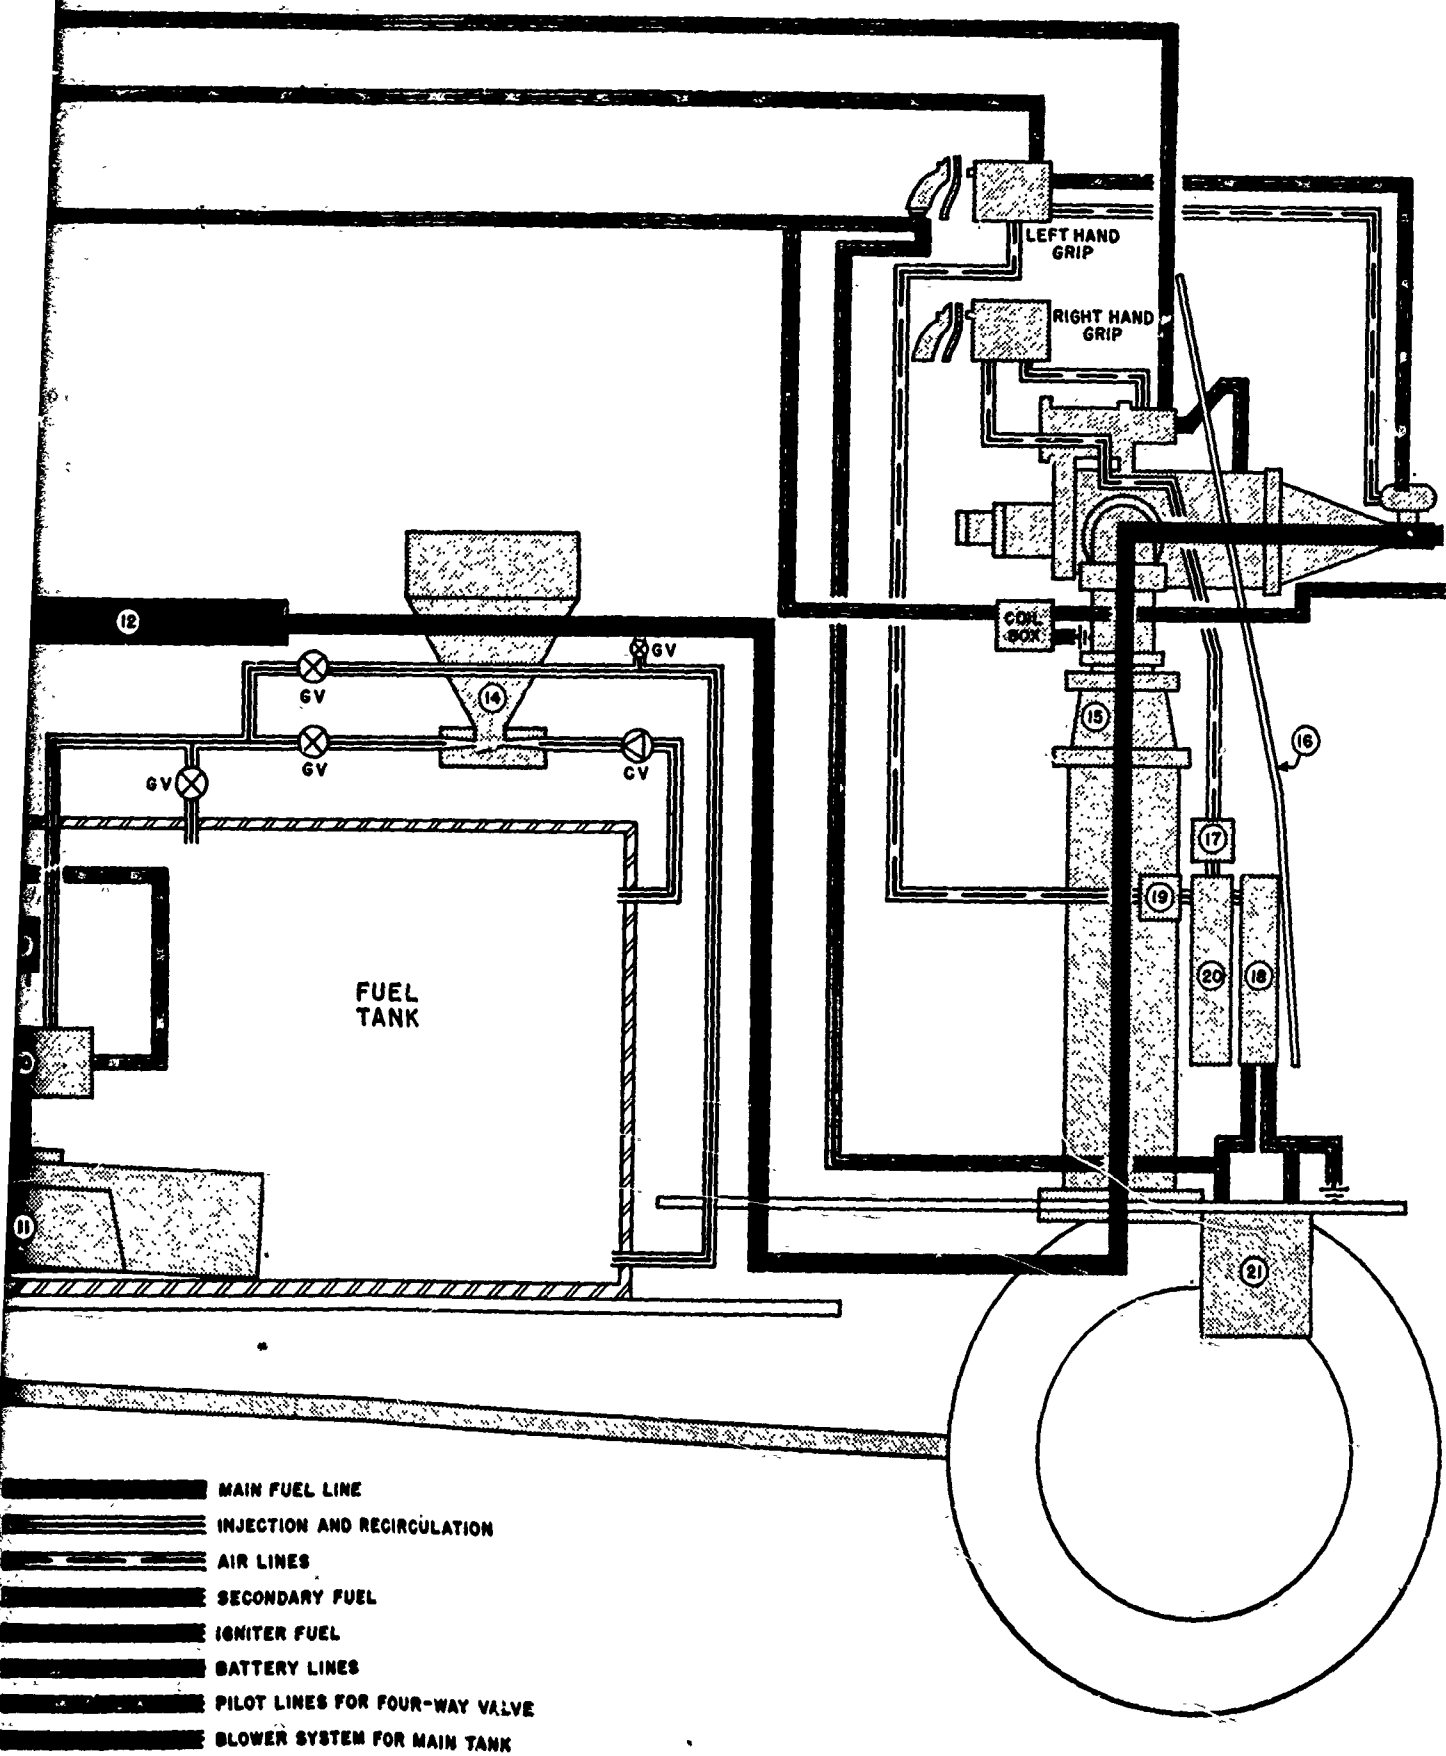 LEFT HAND
GRIP
RIGHT HAND
GRIP
COIL
BOX
12
GV
GV
14
15
16
GV
CV
GV
17
19
20
18
FUEL
TANK
11
21
MAIN FUEL LINE
INJECTION AND RECIRCULATION
AIR LINES
SECONDARY FUEL
IGNITER FUEL
BATTERY LINES
PILOT LINES FOR FOUR-WAY VALVE
BLOWER SYSTEM FOR MAIN TANK